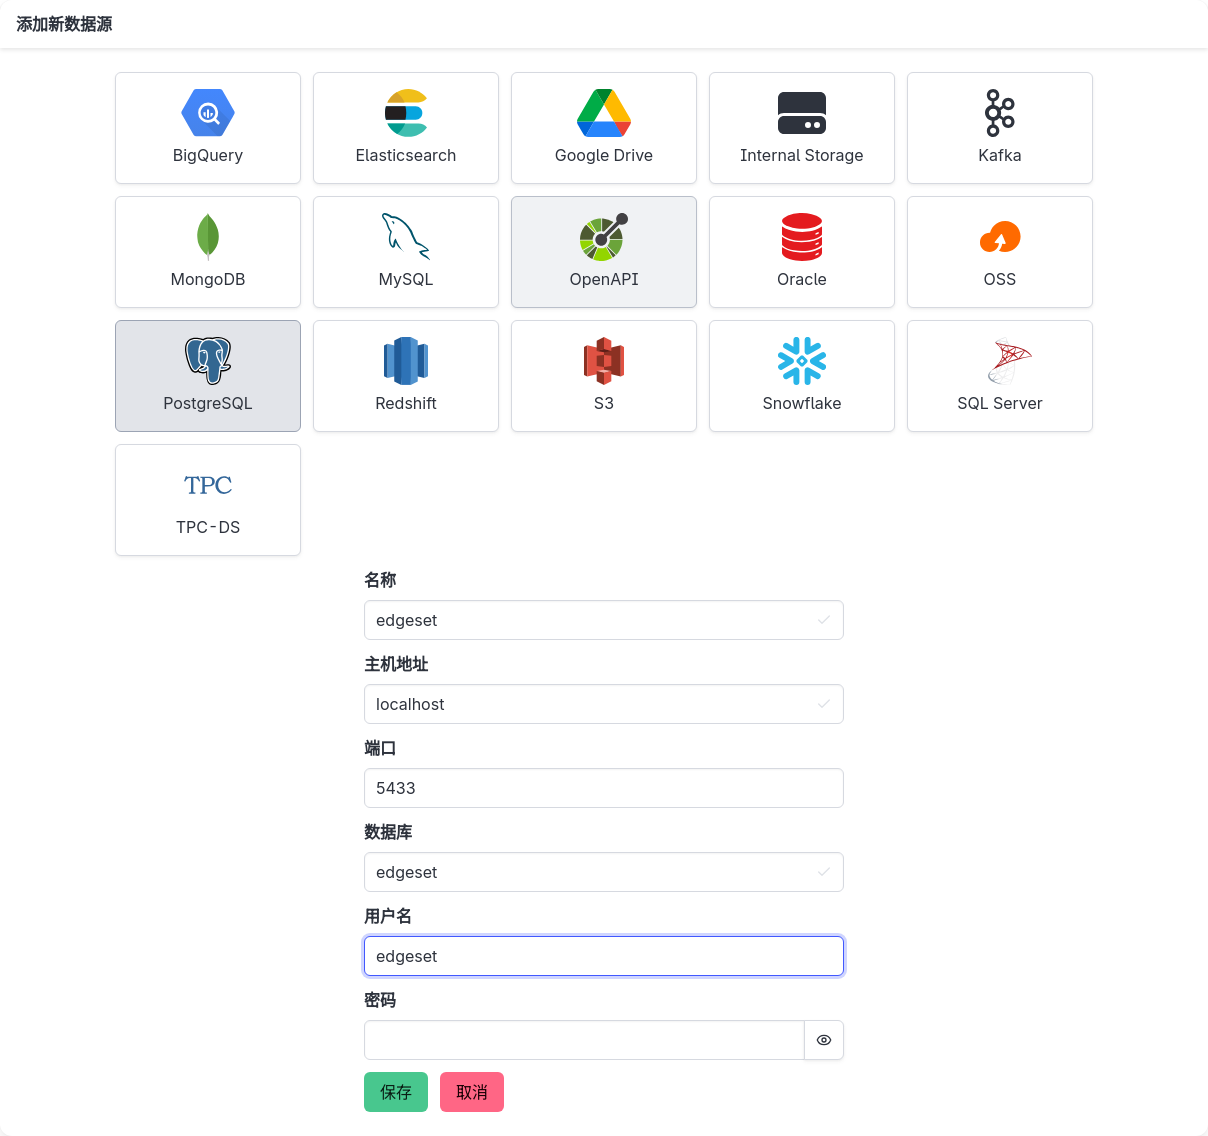 添加新数据源
BigQuery
Elasticsearch
Google Drive
Internal Storage
Kafka
MongoDB
MySQL
OpenAPI
Oracle
OSS
PostgreSQL
Redshift
S3
Snowflake
SQL Server
TPC
TPC-DS
名称
edgeset
主机地址
localhost
端口
5433
数据库
edgeset
用户名
edgeset
密码
保存
取消